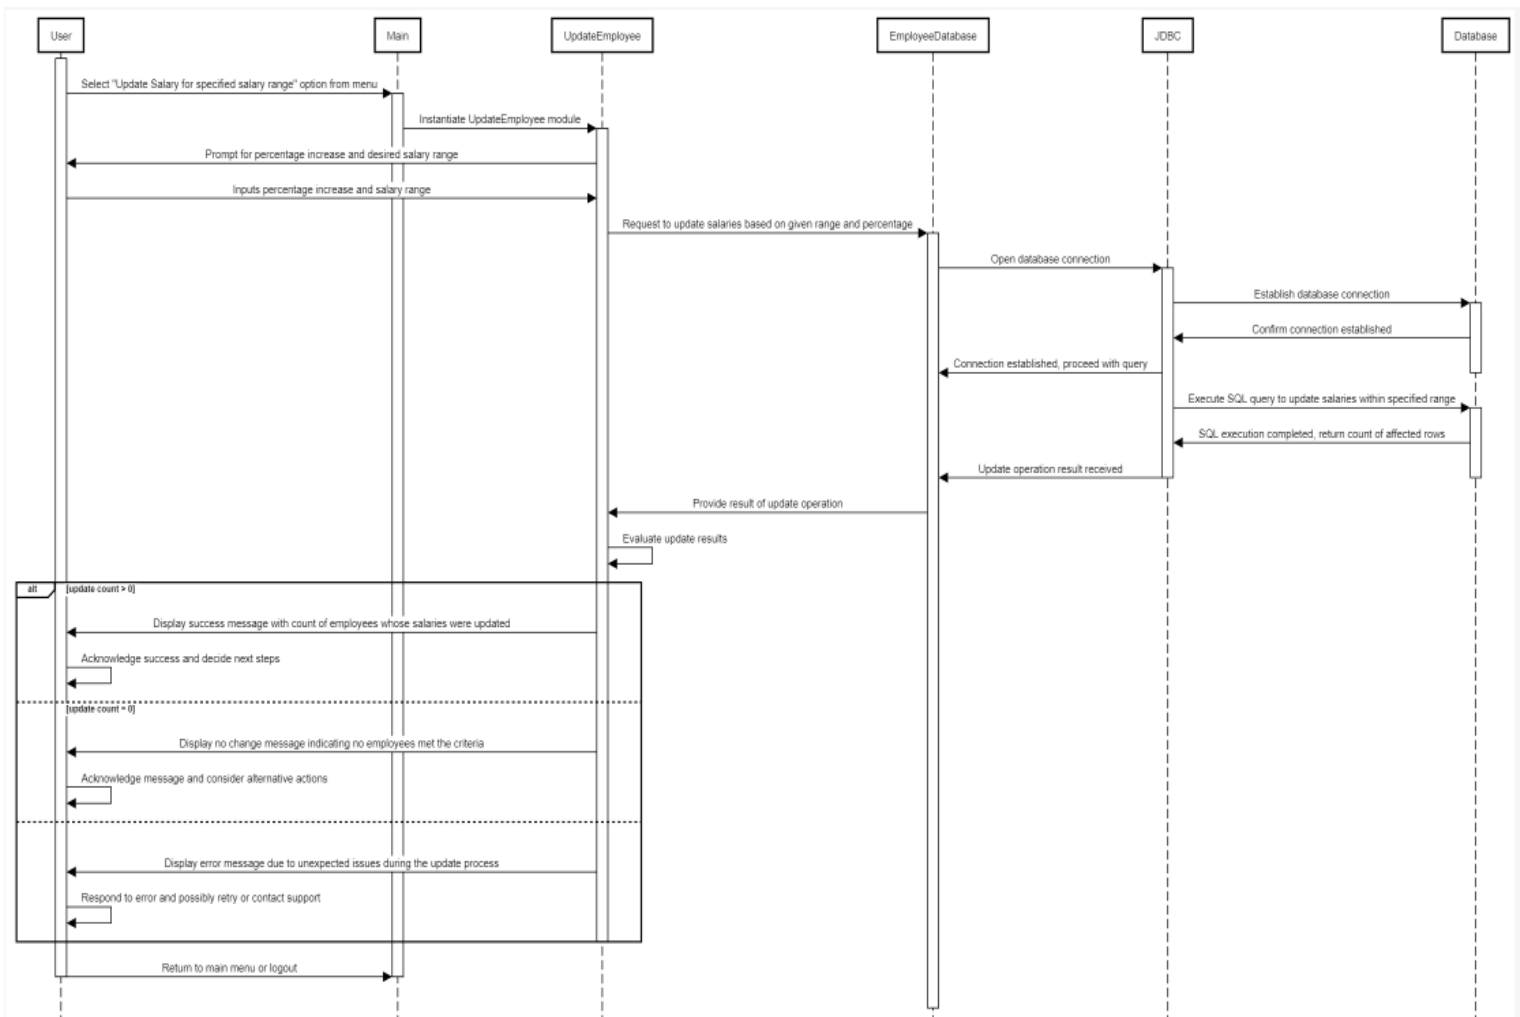 User
Main
UpdateEmployee
EmployeeDatabase
JDBC
Database
Select "Update Salary for specified salary range" option from menu
Instantiate UpdateEmployee module
Prompt for percentage increase and desired salary range
Inputs percentage increase and salary range
Request to update salaries based on given range and percentage
Open database connection
Establish database connection
Confirm connection established
Connection established, proceed with query
Execute SQL query to update salaries within specified range
SQL execution completed, return count of affected rows
Update operation result received
Provide result of update operation
Evaluate update results
alt
[update count > 0]
Display success message with count of employees whose salaries were updated
Acknowledge success and decide next steps
[update count = 0]
Display no change message indicating no employees met the criteria
Acknowledge message and consider alternative actions
Display error message due to unexpected issues during the update process
Respond to error and possibly retry or contact support
Return to main menu or logout